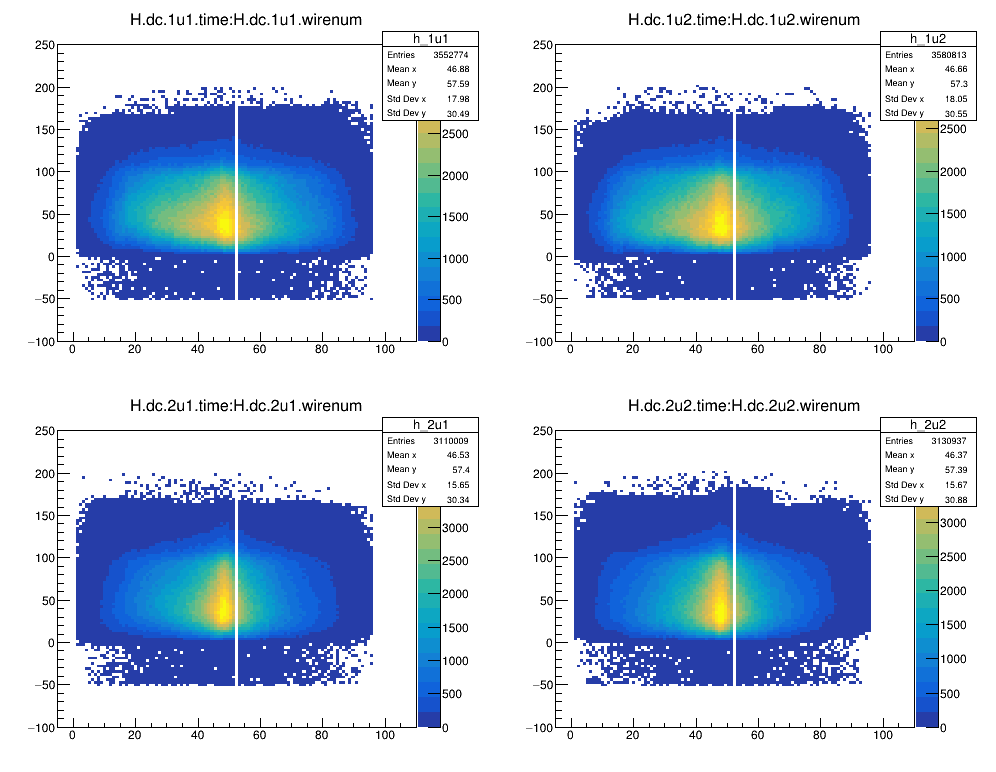 H.dc.1u1.time:H.dc.1u1.wirenum
h_1u1
Entries 3552774
Mean x 46.88
Mean y 57.59
Std Dev x 17.98
Std Dev y 30.49
250
200
150
100
50
0
−50
−100
0 20 40 60 80 100
2500
2000
1500
1000
500
0
H.dc.1u2.time:H.dc.1u2.wirenum
h_1u2
Entries 3580813
Mean x 46.66
Mean y 57.3
Std Dev x 18.05
Std Dev y 30.55
250
200
150
100
50
0
−50
−100
0 20 40 60 80 100
2500
2000
1500
1000
500
0
H.dc.2u1.time:H.dc.2u1.wirenum
h_2u1
Entries 3110009
Mean x 46.53
Mean y 57.4
Std Dev x 15.65
Std Dev y 30.34
250
200
150
100
50
0
−50
−100
0 20 40 60 80 100
3000
2500
2000
1500
1000
500
0
H.dc.2u2.time:H.dc.2u2.wirenum
h_2u2
Entries 3130937
Mean x 46.37
Mean y 57.39
Std Dev x 15.67
Std Dev y 30.88
250
200
150
100
50
0
−50
−100
0 20 40 60 80 100
3000
2500
2000
1500
1000
500
0